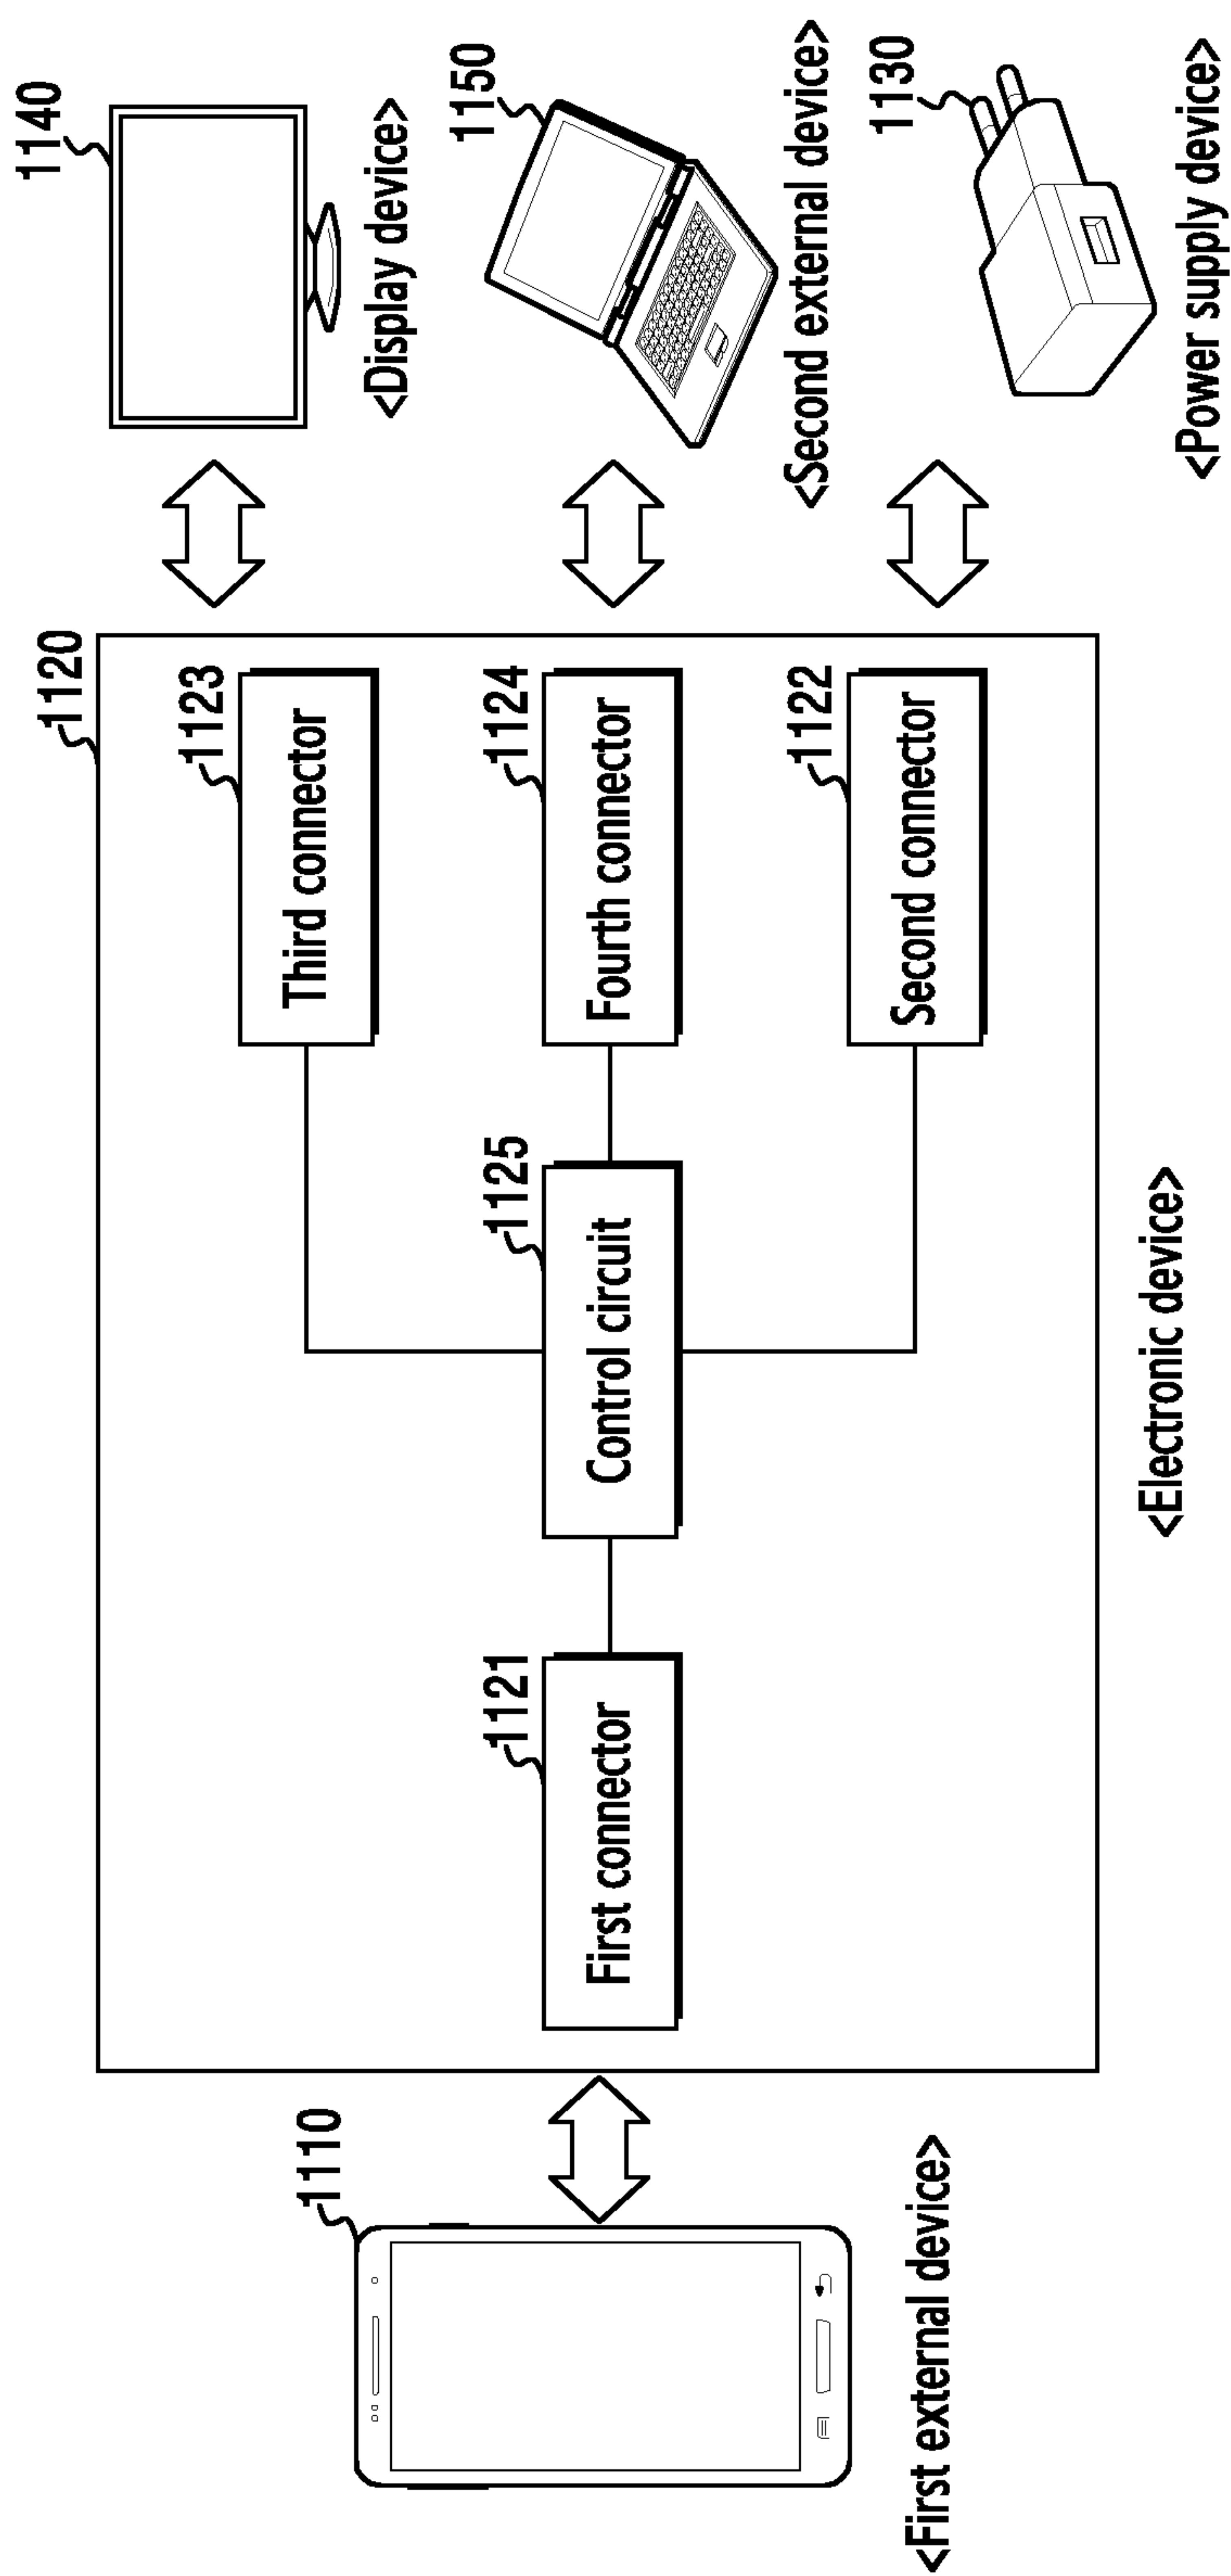 1110
<First external device>
1120
1121
First connector
1125
Control circuit
1123
Third connector
1124
Fourth connector
1122
Second connector
<Electronic device>
1140
<Display device>
1150
<Second external device>
1130
<Power supply device>